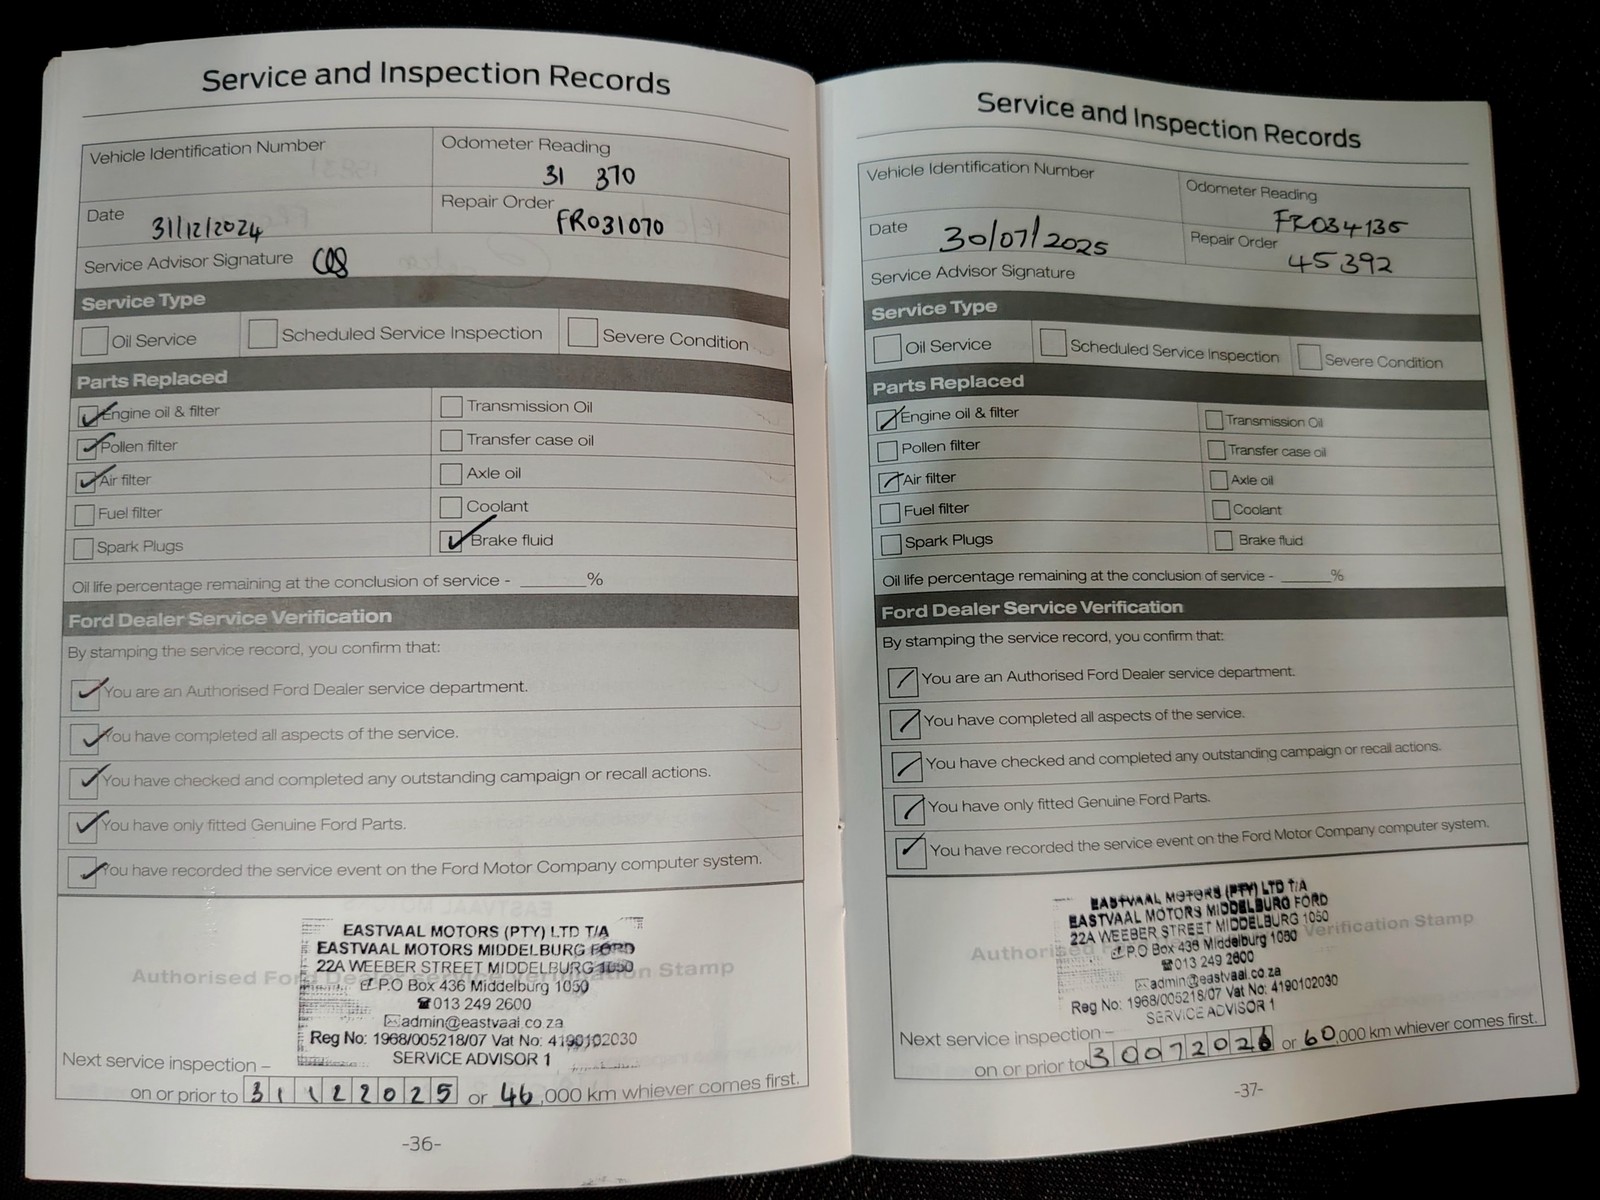 Service and Inspection Records
Vehicle Identification Number
Odometer Reading
31 370
Date 31/12/2024
Repair Order FR031070
Service Advisor Signature
Service Type
Oil Service Scheduled Service Inspection Severe Condition
Parts Replaced
Engine oil & filter Transmission Oil
Pollen filter Transfer case oil
Air filter Axle oil
Fuel filter Coolant
Spark Plugs Brake fluid
Oil life percentage remaining at the conclusion of service - ______%
Ford Dealer Service Verification
By stamping the service record, you confirm that:
You are an Authorised Ford Dealer service department.
You have completed all aspects of the service.
You have checked and completed any outstanding campaign or recall actions.
You have only fitted Genuine Ford Parts.
You have recorded the service event on the Ford Motor Company computer system.
EASTVAAL MOTORS (PTY) LTD T/A
EASTVAAL MOTORS MIDDELBURG FORD
22A WEEBER STREET MIDDELBURG 1050
Authorised Ford Dealer Service Verification Stamp
P.O Box 436 Middelburg 1050
☎013 249 2600
admin@eastvaal.co.za
Reg No: 1968/005218/07 Vat No: 4190102030
SERVICE ADVISOR 1
Next service inspection –
on or prior to 31122025 or 46,000 km whiever comes first.
-36-
Service and Inspection Records
Vehicle Identification Number
Odometer Reading
FR034135
Date 30/07/2025
Repair Order 45392
Service Advisor Signature
Service Type
Oil Service Scheduled Service Inspection Severe Condition
Parts Replaced
Engine oil & filter Transmission Oil
Pollen filter Transfer case oil
Air filter Axle oil
Fuel filter Coolant
Spark Plugs Brake fluid
Oil life percentage remaining at the conclusion of service - ______%
Ford Dealer Service Verification
By stamping the service record, you confirm that:
You are an Authorised Ford Dealer service department.
You have completed all aspects of the service.
You have checked and completed any outstanding campaign or recall actions.
You have only fitted Genuine Ford Parts.
You have recorded the service event on the Ford Motor Company computer system.
EASTVAAL MOTORS (PTY) LTD T/A
EASTVAAL MOTORS MIDDELBURG FORD
22A WEEBER STREET MIDDELBURG 1050
Authorised Verification Stamp
P.O Box 436 Middelburg 1050
☎013 249 2600
admin@eastvaal.co.za
Reg No: 1968/005218/07 Vat No: 4190102030
SERVICE ADVISOR 1
Next service inspection –
on or prior to 30072026 or 60,000 km whiever comes first.
-37-